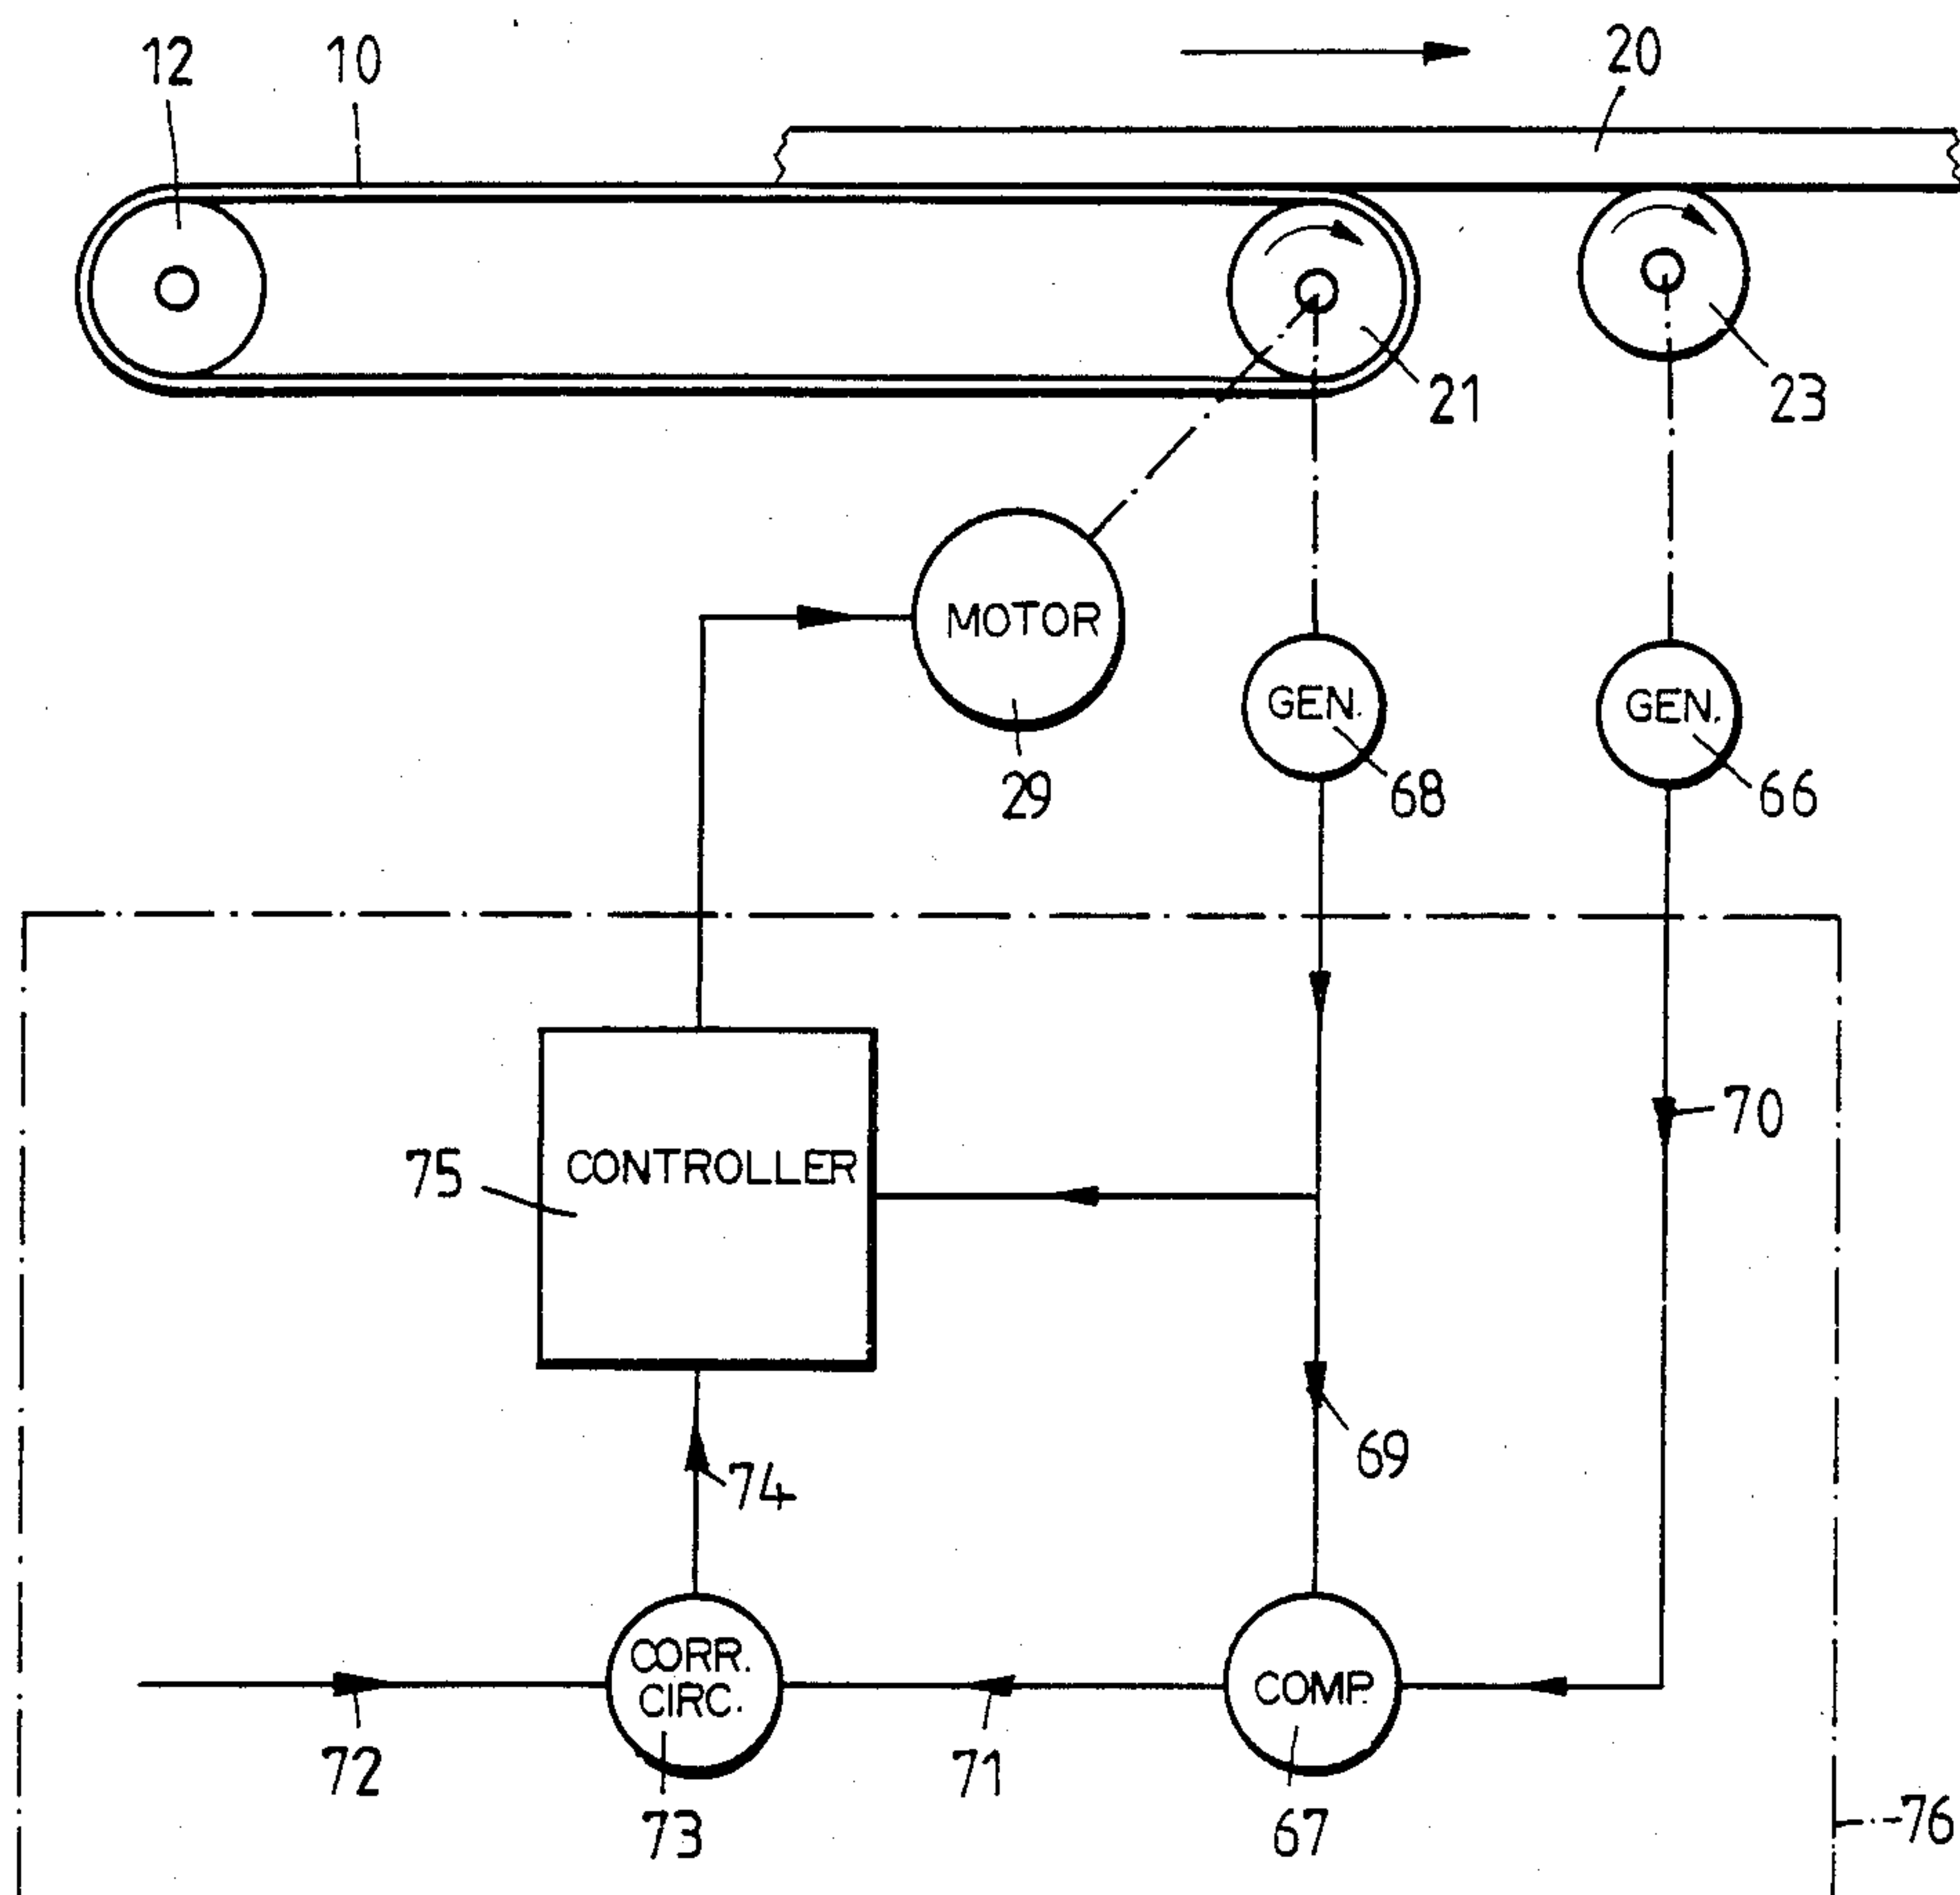 12
10
20
21
23
MOTOR
29
GEN.
68
GEN.
66
70
CONTROLLER
75
69
74
CORR.
CIRC.
COMP.
72
71
73
67
76